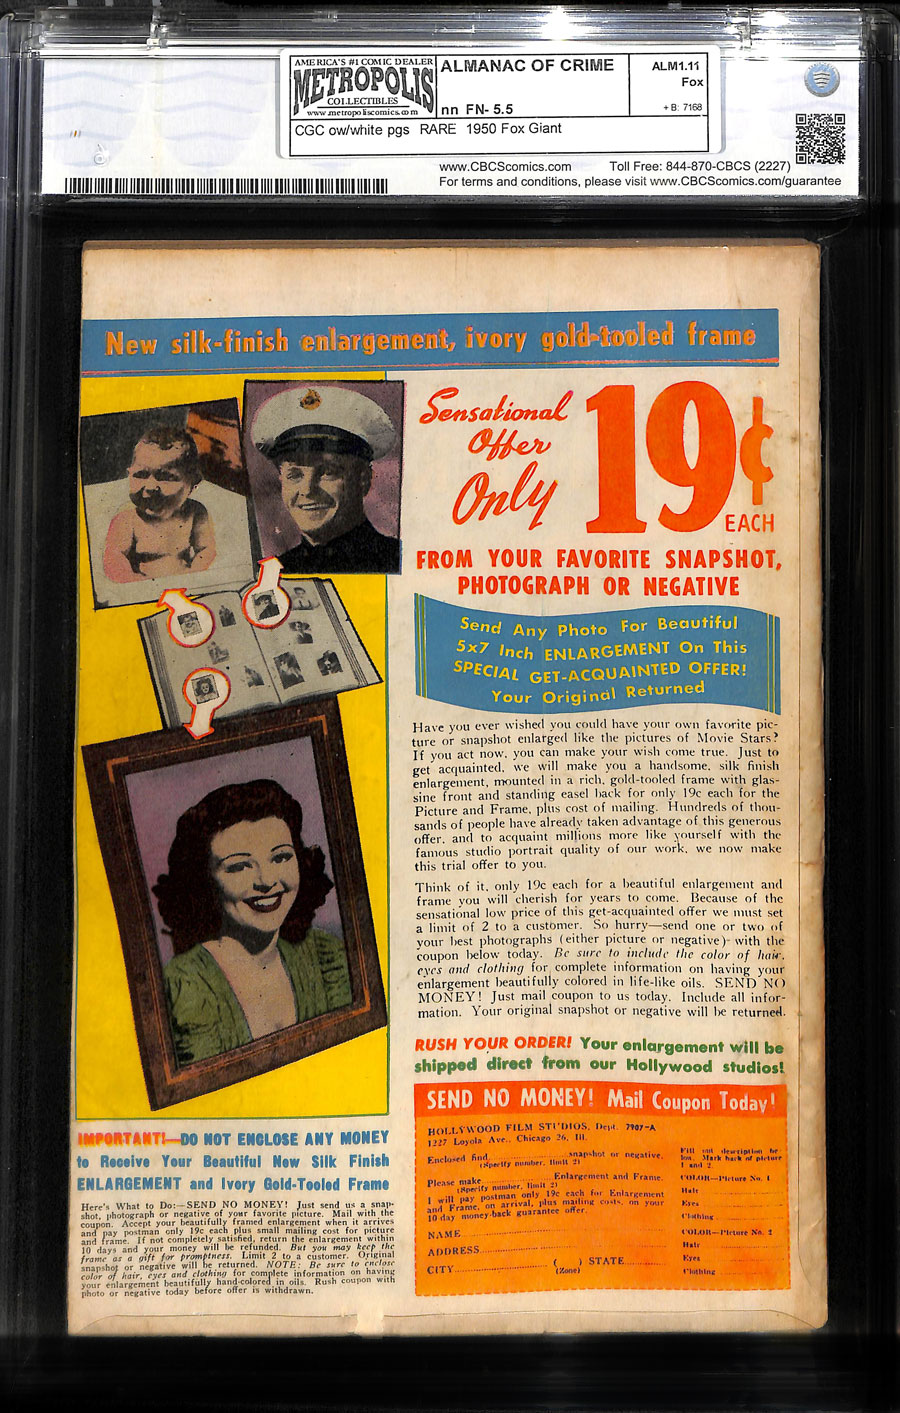 AMERICA'S #1 COMIC DEALER
METROPOLIS
COLLECTIBLES
www.metropoliscomics.com
ALMANAC OF CRIME
nn FN- 5.5
ALM1.11
Fox
+ B: 7168
CGC ow/white pgs RARE 1950 Fox Giant
www.CBCScomics.com Toll Free: 844-870-CBCS (2227)
For terms and conditions, please visit www.CBCScomics.com/guarantee
New silk-finish enlargement, ivory gold-tooled frame
Sensational
Offer
Only
19¢
EACH
FROM YOUR FAVORITE SNAPSHOT,
PHOTOGRAPH OR NEGATIVE
Send Any Photo For Beautiful
5x7 Inch ENLARGEMENT On This
SPECIAL GET-ACQUAINTED OFFER!
Your Original Returned
Have you ever wished you could have your own favorite pic-
ture or snapshot enlarged like the pictures of Movie Stars?
If you act now, you can make your wish come true. Just to
get acquainted, we will make you a handsome, silk finish
enlargement, mounted in a rich, gold-tooled frame with glas-
sine front and standing easel back for only 19c each for the
Picture and Frame, plus cost of mailing. Hundreds of thou-
sands of people have already taken advantage of this generous
offer, and to acquaint millions more like yourself with the
famous studio portrait quality of our work, we now make
this trial offer to you.
Think of it, only 19c each for a beautiful enlargement and
frame you will cherish for years to come. Because of the
sensational low price of this get-acquainted offer we must set
a limit of 2 to a customer. So hurry—send one or two of
your best photographs (either picture or negative) with the
coupon below today. Be sure to include the color of hair,
eyes and clothing for complete information on having your
enlargement beautifully colored in life-like oils. SEND NO
MONEY! Just mail coupon to us today. Include all infor-
mation. Your original snapshot or negative will be returned.
RUSH YOUR ORDER! Your enlargement will be
shipped direct from our Hollywood studios!
IMPORTANT!—DO NOT ENCLOSE ANY MONEY
to Receive Your Beautiful New Silk Finish
ENLARGEMENT and Ivory Gold-Tooled Frame
Here's What to Do:—SEND NO MONEY! Just send us a snap-
shot, photograph or negative of your favorite picture. Mail with the
coupon. Accept your beautifully framed enlargement when it arrives
and pay postman only 19c each plus small mailing cost for picture
and frame. If not completely satisfied, return the enlargement within
10 days and your money will be refunded. But you may keep the
frame as a gift for promptness. Limit 2 to a customer. Original
snapshot or negative will be returned. NOTE: Be sure to enclose
color of hair, eyes and clothing for complete information on having
your enlargement beautifully hand-colored in oils. Rush coupon with
photo or negative today before offer is withdrawn.
SEND NO MONEY! Mail Coupon Today!
HOLLYWOOD FILM STUDIOS, Dept. 7907-A
1227 Loyola Ave., Chicago 26, Ill.
Enclosed find snapshot or negative.
(Specify number, limit 2)
Please make Enlargement and Frame.
(Specify number, limit 2)
I will pay postman only 19c each for Enlargement
and Frame, on arrival, plus mailing costs, on your
10 day money-back guarantee offer.
NAME
ADDRESS
CITY ( ) STATE
(Zone)
Fill out description be-
low. Mark back of picture
1 and 2.
COLOR—Picture No. 1
Hair
Eyes
Clothing
COLOR—Picture No. 2
Hair
Eyes
Clothing